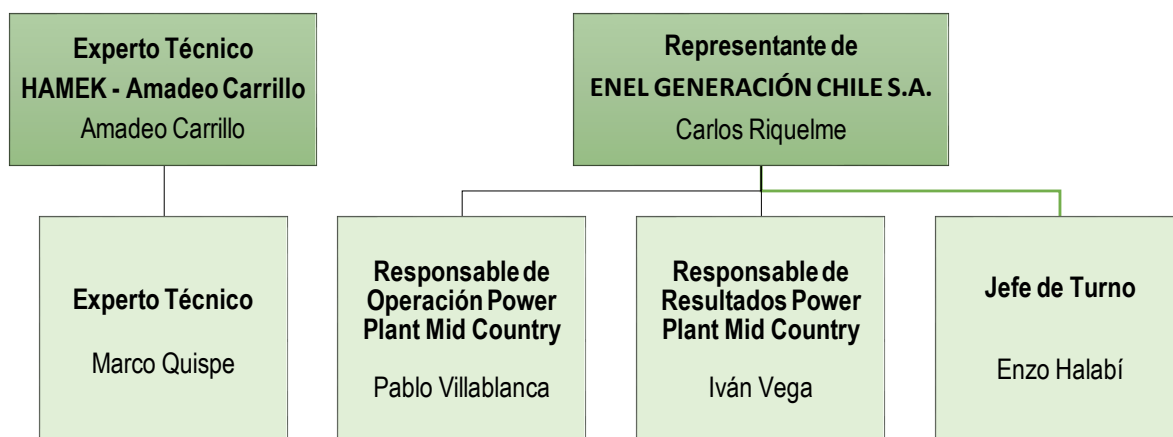 Experto Técnico
HAMEK - Amadeo Carrillo
Amadeo Carrillo
Representante de
ENEL GENERACIÓN CHILE S.A.
Carlos Riquelme
Experto Técnico
Marco Quispe
Responsable de
Operación Power
Plant Mid Country
Pablo Villablanca
Responsable de
Resultados Power
Plant Mid Country
Iván Vega
Jefe de Turno
Enzo Halabí